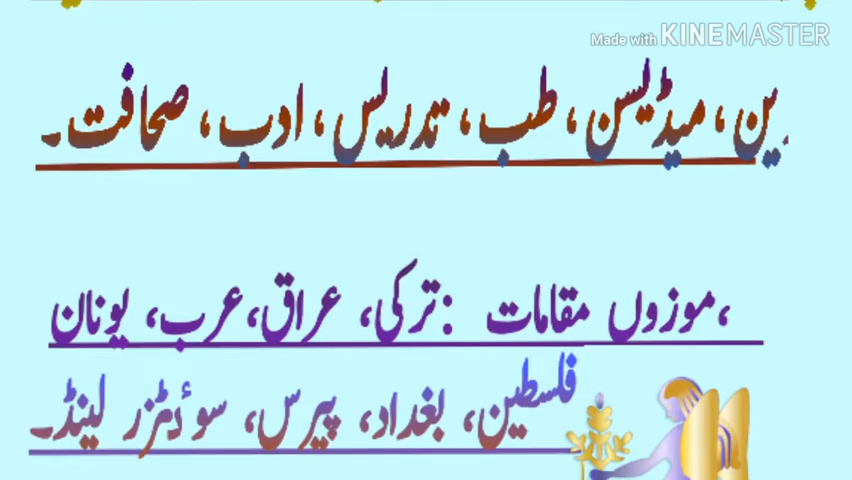 Made with KINEMASTER
ین، میڈیسن، طب، تدریس، ادب، صحافت۔
،موزوں مقامات :ترکی، عراق،عرب، یونان
فلسطین، بغداد، پیرس، سوئٹزر لینڈ۔